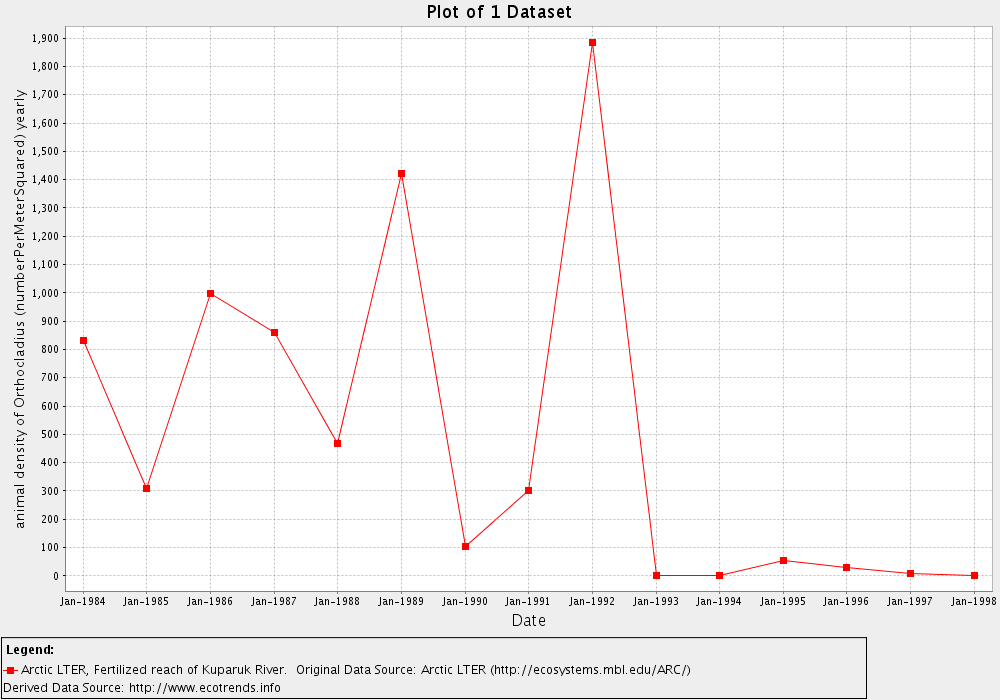 Plot of 1 Dataset
animal density of Orthocladius (numberPerMeterSquared) yearly
1,900
1,800
1,700
1,600
1,500
1,400
1,300
1,200
1,100
1,000
900
800
700
600
500
400
300
200
100
0
Jan-1984 Jan-1985 Jan-1986 Jan-1987 Jan-1988 Jan-1989 Jan-1990 Jan-1991 Jan-1992 Jan-1993 Jan-1994 Jan-1995 Jan-1996 Jan-1997 Jan-1998
Date
Legend:
Arctic LTER, Fertilized reach of Kuparuk River.  Original Data Source: Arctic LTER (http://ecosystems.mbl.edu/ARC/)
Derived Data Source: http://www.ecotrends.info